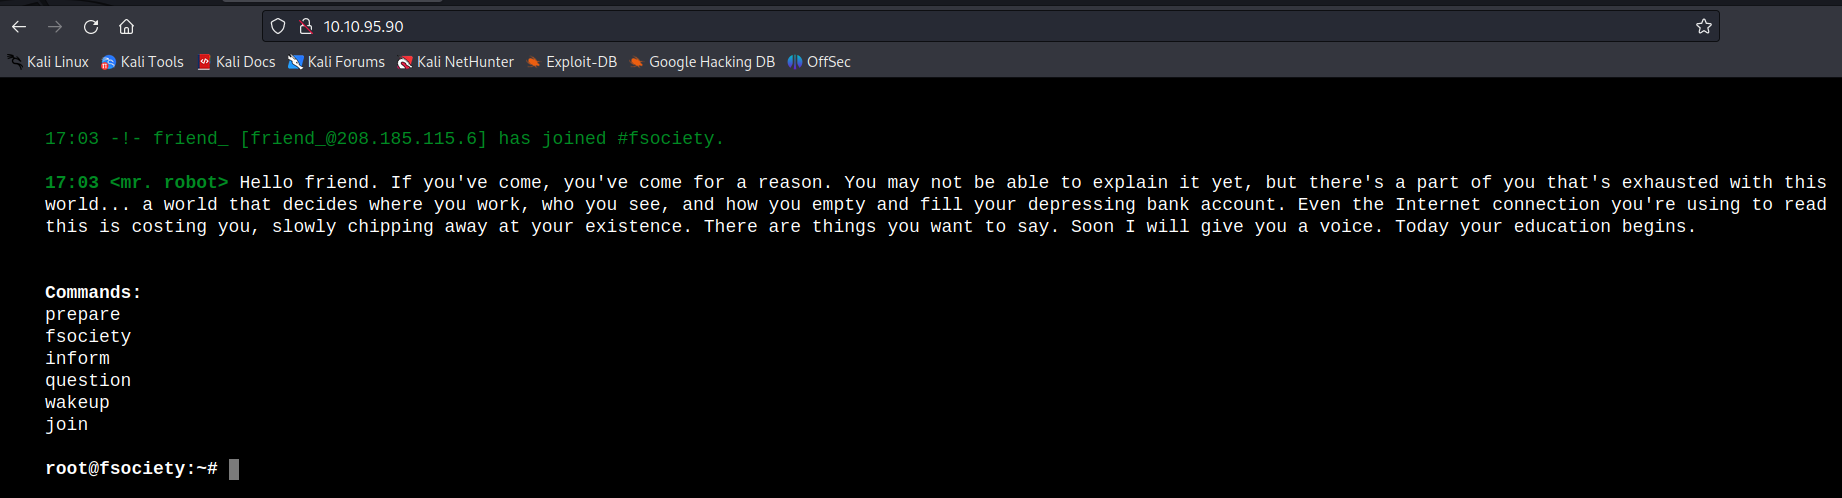 10.10.95.90
Kali Linux Kali Tools Kali Docs Kali Forums Kali NetHunter Exploit-DB Google Hacking DB OffSec
17:03 -!- friend_ [friend_@208.185.115.6] has joined #fsociety.
17:03 <mr. robot> Hello friend. If you've come, you've come for a reason. You may not be able to explain it yet, but there's a part of you that's exhausted with this
world... a world that decides where you work, who you see, and how you empty and fill your depressing bank account. Even the Internet connection you're using to read
this is costing you, slowly chipping away at your existence. There are things you want to say. Soon I will give you a voice. Today your education begins.
Commands:
prepare
fsociety
inform
question
wakeup
join
root@fsociety:~#